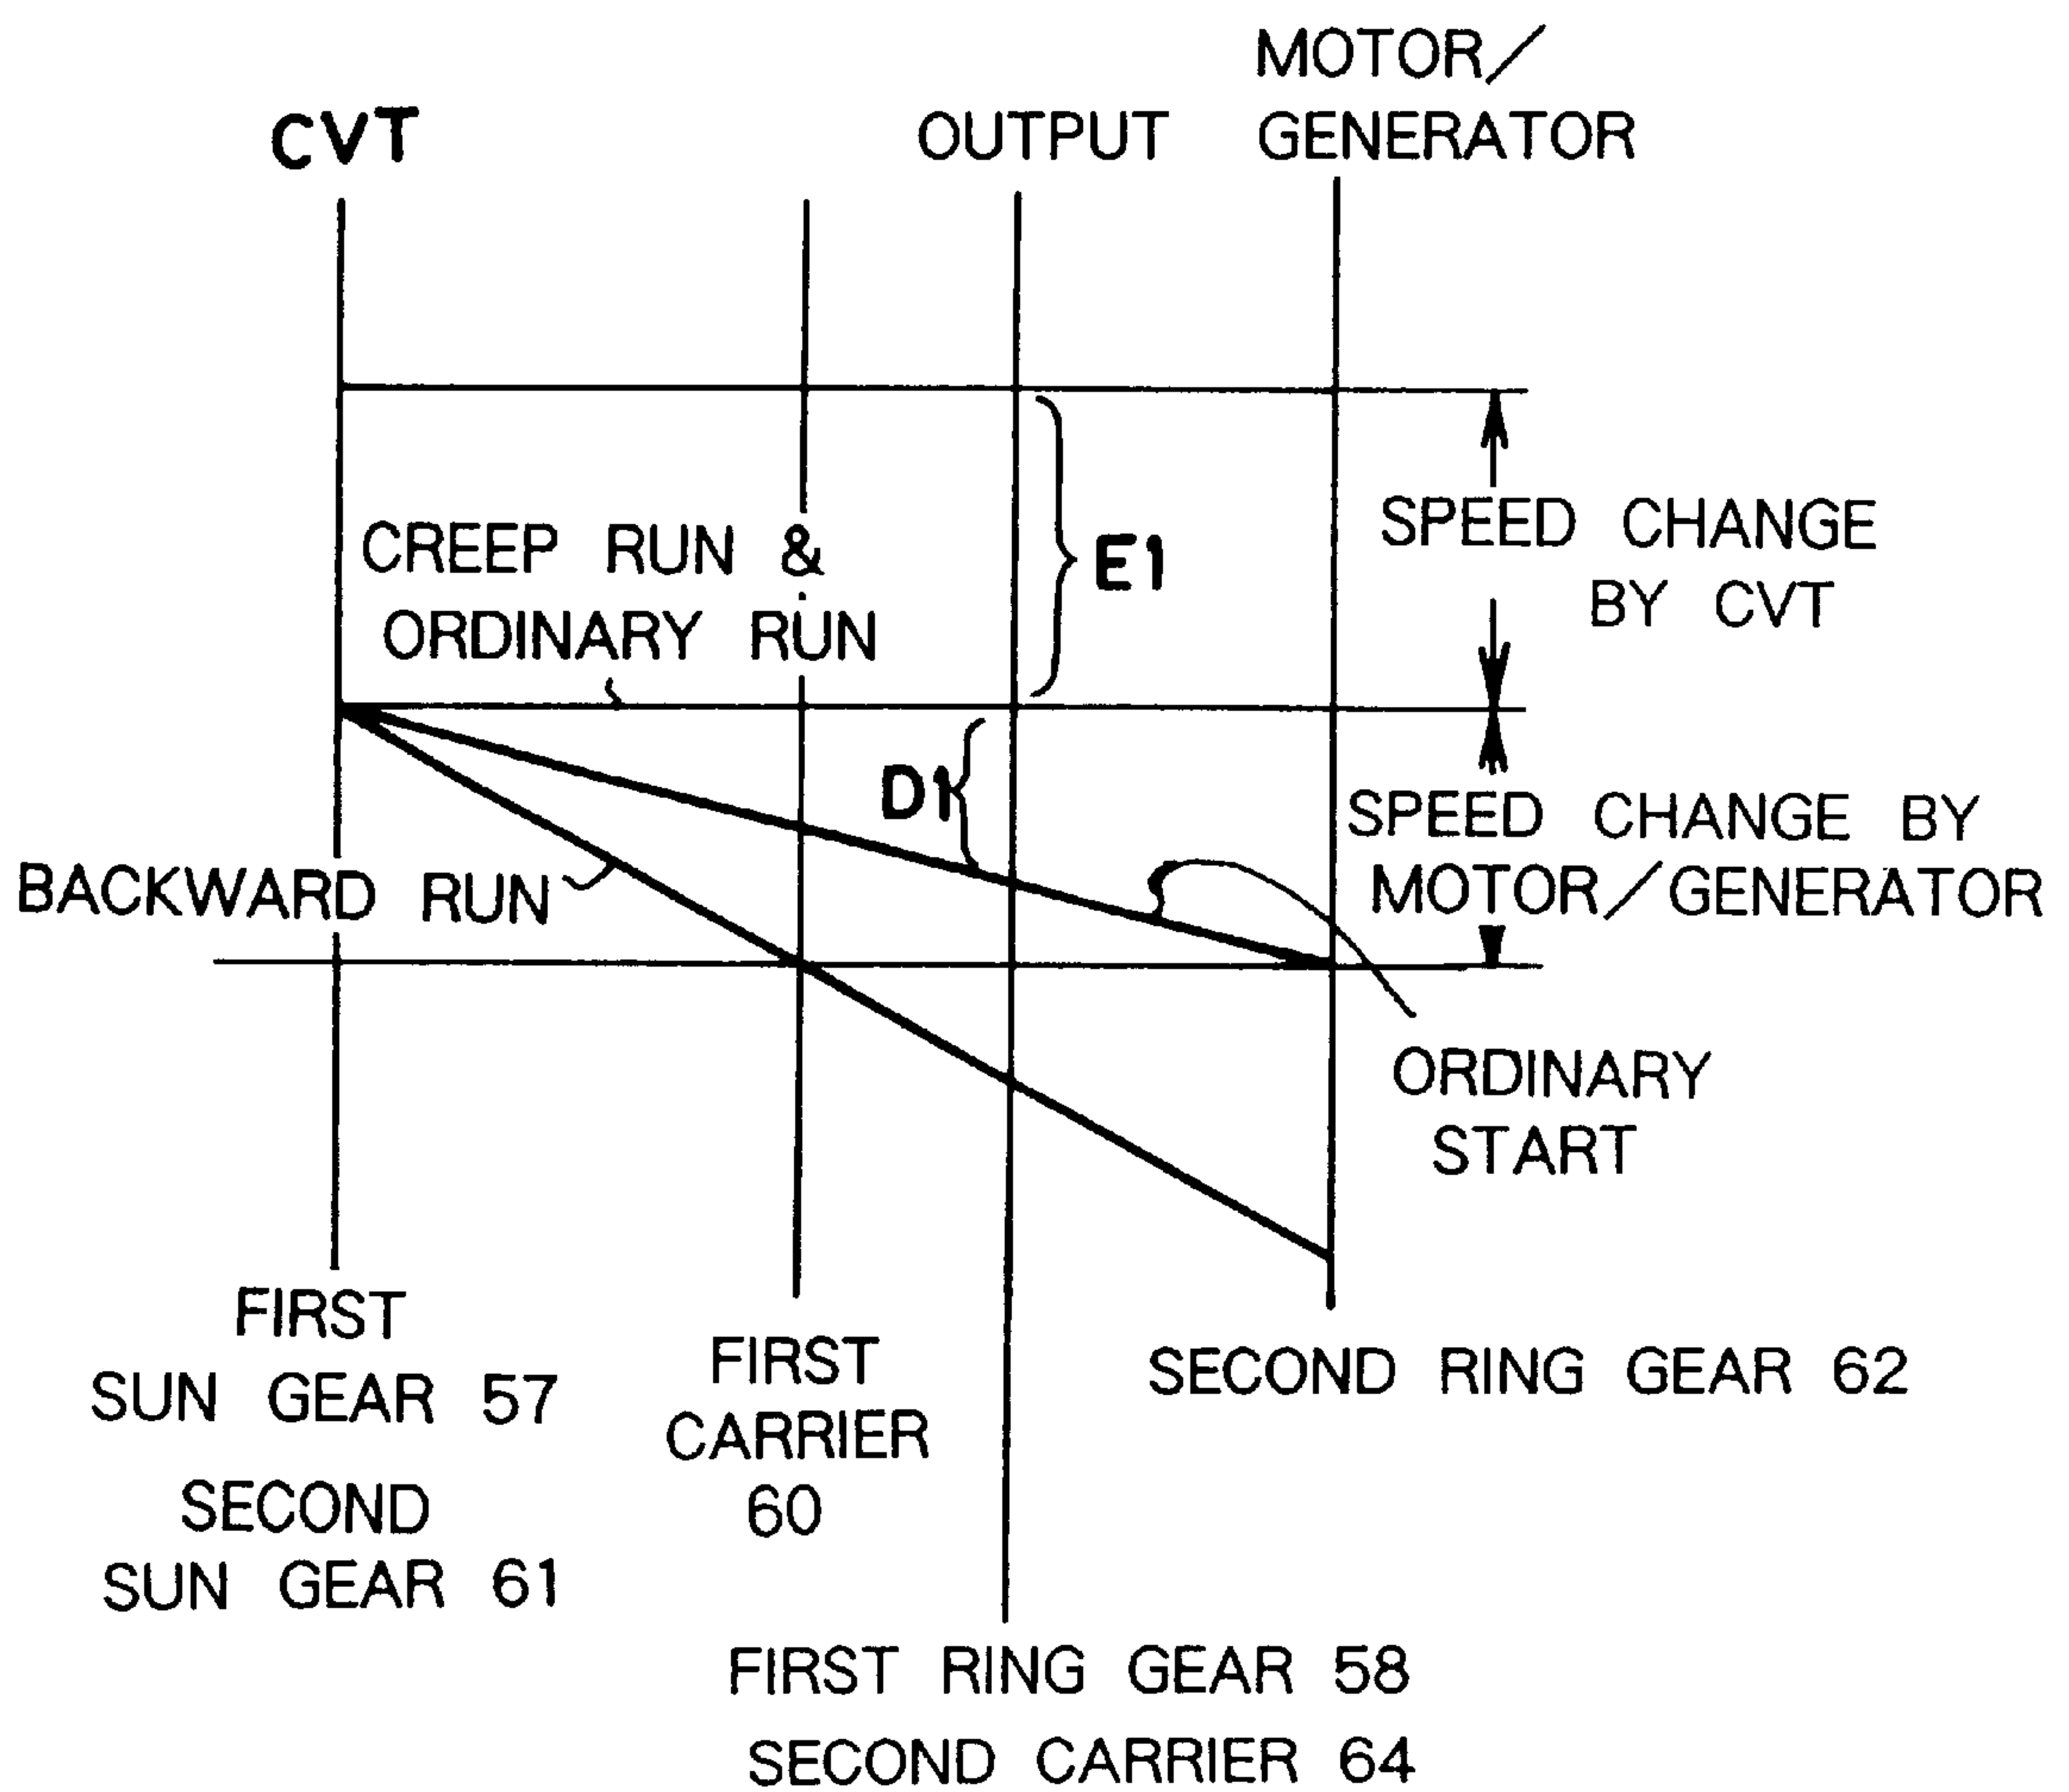 MOTOR/
CVT
OUTPUT
GENERATOR
CREEP RUN &
ORDINARY RUN
E1
SPEED CHANGE
BY CVT
D1
SPEED CHANGE BY
MOTOR/GENERATOR
BACKWARD RUN
ORDINARY
START
FIRST
SUN GEAR 57
SECOND
SUN GEAR 61
FIRST
CARRIER
60
SECOND RING GEAR 62
FIRST RING GEAR 58
SECOND CARRIER 64